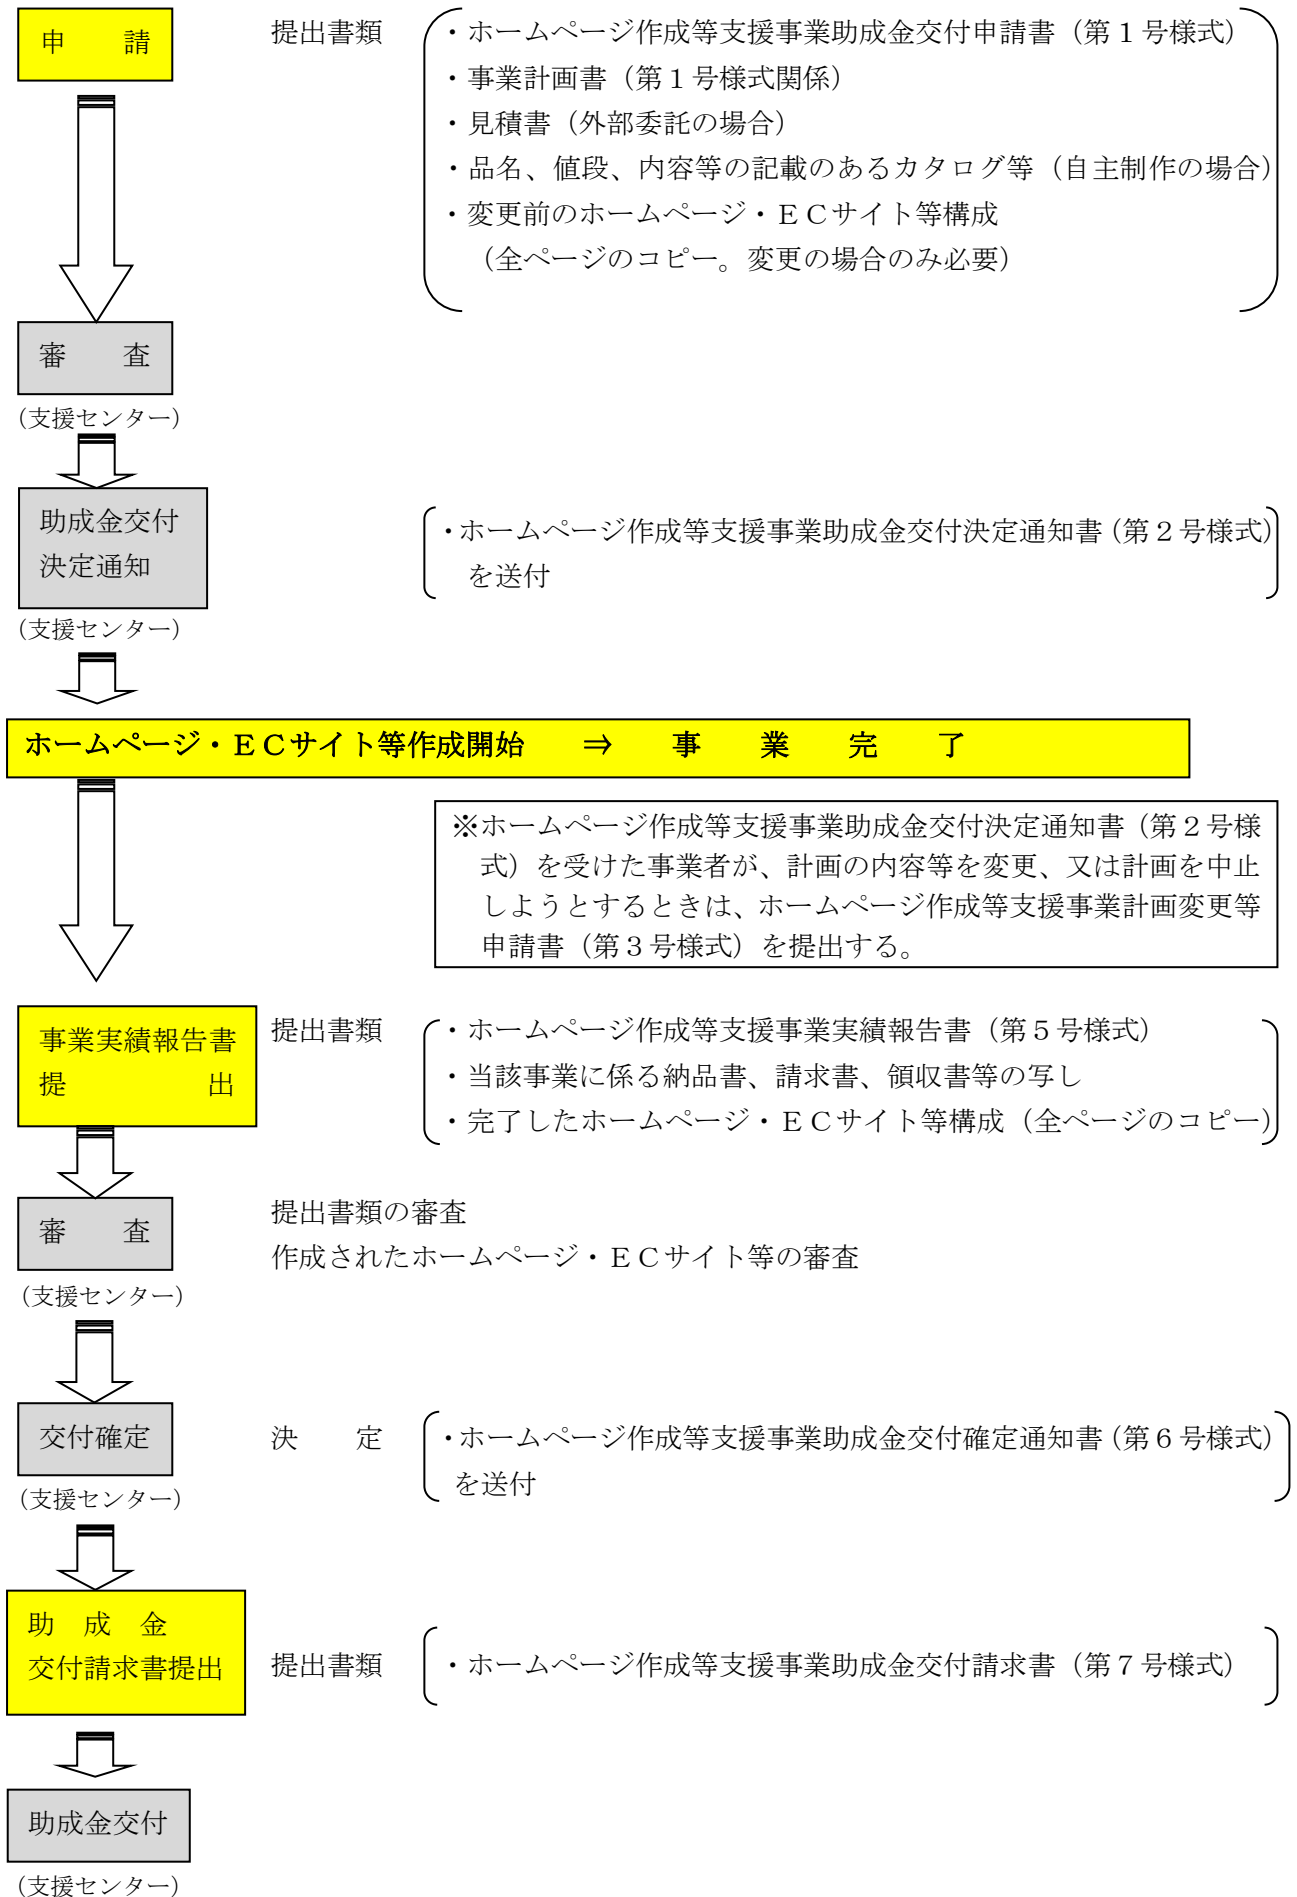 申　　請
提出書類
・ホームページ作成等支援事業助成金交付申請書（第１号様式）
・事業計画書（第１号様式関係）
・見積書（外部委託の場合）
・品名、値段、内容等の記載のあるカタログ等（自主制作の場合）
・変更前のホームページ・ＥＣサイト等構成
（全ページのコピー。変更の場合のみ必要）
審　　査
（支援センター）
助成金交付
決定通知
（支援センター）
・ホームページ作成等支援事業助成金交付決定通知書（第２号様式）
を送付
ホームページ・ＥＣサイト等作成開始　　⇒　　事　業　完　了
※ホームページ作成等支援事業助成金交付決定通知書（第２号様
式）を受けた事業者が、計画の内容等を変更、又は計画を中止
しようとするときは、ホームページ作成等支援事業計画変更等
申請書（第３号様式）を提出する。
事業実績報告書
提　　　　　出
提出書類
・ホームページ作成等支援事業実績報告書（第５号様式）
・当該事業に係る納品書、請求書、領収書等の写し
・完了したホームページ・ＥＣサイト等構成（全ページのコピー）
審　　査
（支援センター）
提出書類の審査
作成されたホームページ・ＥＣサイト等の審査
交付確定
（支援センター）
決　　定
・ホームページ作成等支援事業助成金交付確定通知書（第６号様式）
を送付
助　成　金
交付請求書提出
提出書類
・ホームページ作成等支援事業助成金交付請求書（第７号様式）
助成金交付
（支援センター）